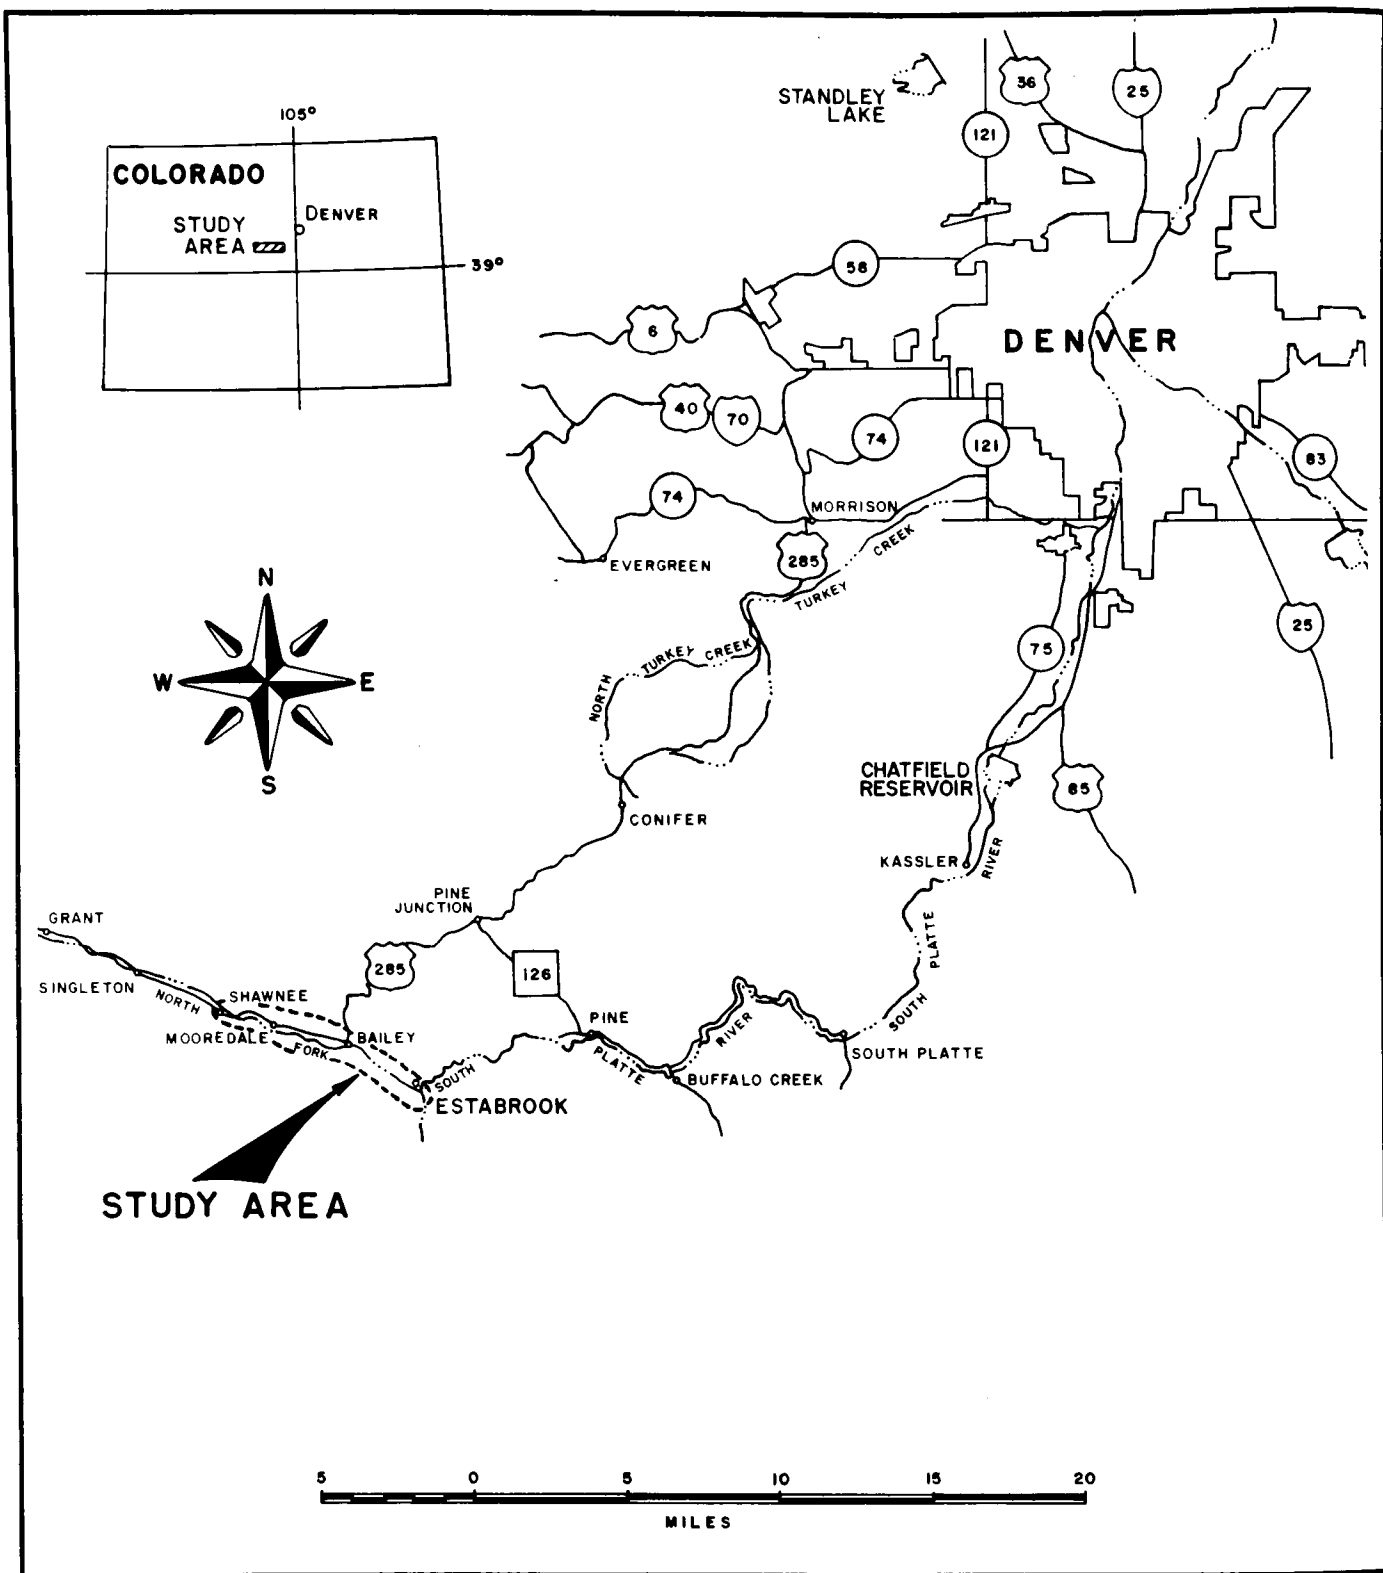 STANDLEY
LAKE
36
25
121
105°
COLORADO
DENVER
STUDY
AREA
39°
58
6
DENVER
40
70
74
121
83
74
MORRISON
EVERGREEN
285
TURKEY
CREEK
N
W
E
S
25
75
NORTH
TURKEY CREEK
CHATFIELD
RESERVOIR
85
CONIFER
KASSLER
RIVER
PINE
JUNCTION
GRANT
SOUTH
PLATTE
285
126
SINGLETON
NORTH
SHAWNEE
MOOREDALE
FORK
BAILEY
PINE
PLATTE
RIVER
SOUTH PLATTE
SOUTH
BUFFALO CREEK
ESTABROOK
STUDY AREA
5
0
5
10
15
20
MILES